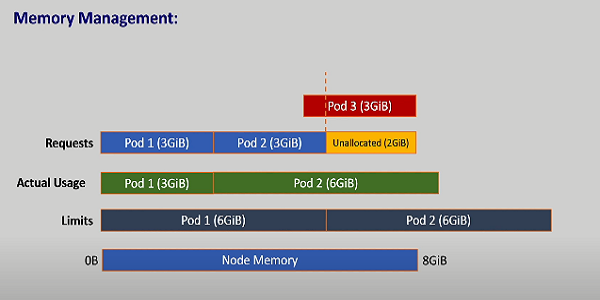 Memory Management:
Pod 3 (3GiB)
Requests Pod 1 (3GiB) Pod 2 (3GiB) Unallocated (2GiB)
Actual Usage Pod 1 (3GiB) Pod 2 (6GiB)
Limits Pod 1 (6GiB) Pod 2 (6GiB)
0B Node Memory 8GiB